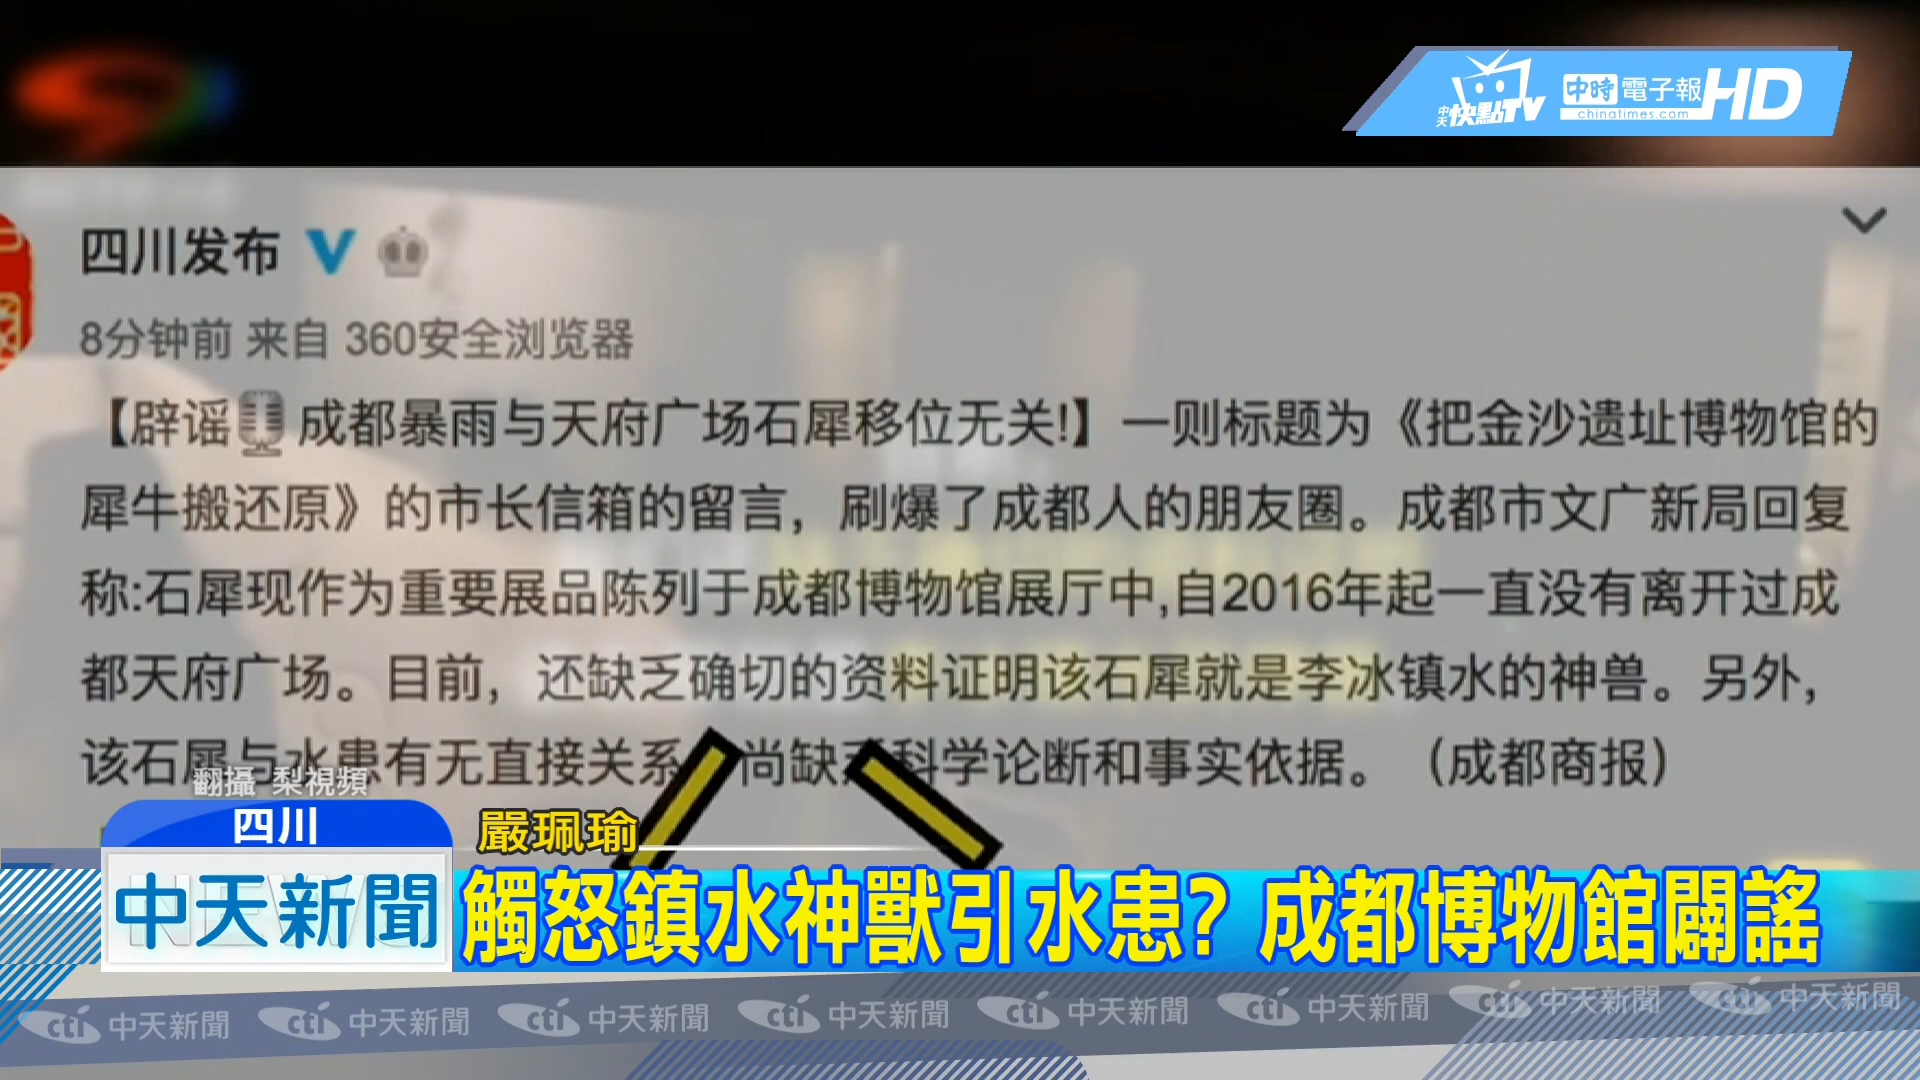 中天快點TV 中時電子報HD
chinatimes.com
四川发布
8分钟前 来自 360安全浏览器
【辟谣 成都暴雨与天府广场石犀移位无关!】一则标题为《把金沙遗址博物馆的
犀牛搬还原》的市长信箱的留言，刷爆了成都人的朋友圈。成都市文广新局回复
称:石犀现作为重要展品陈列于成都博物馆展厅中,自2016年起一直没有离开过成
都天府广场。目前，还缺乏确切的资料证明该石犀就是李冰镇水的神兽。另外，
该石犀与水患有无直接关系 尚缺乏科学论断和事实依据。（成都商报）
翻攝 梨視頻
四川
嚴珮瑜
中天新聞
NEWS
觸怒鎮水神獸引水患? 成都博物館闢謠
cti 中天新聞 cti 中天新聞 cti 中天新聞 cti 中天新聞 cti 中天新聞 cti 中天新聞 cti 中天新聞 cti 中天新聞